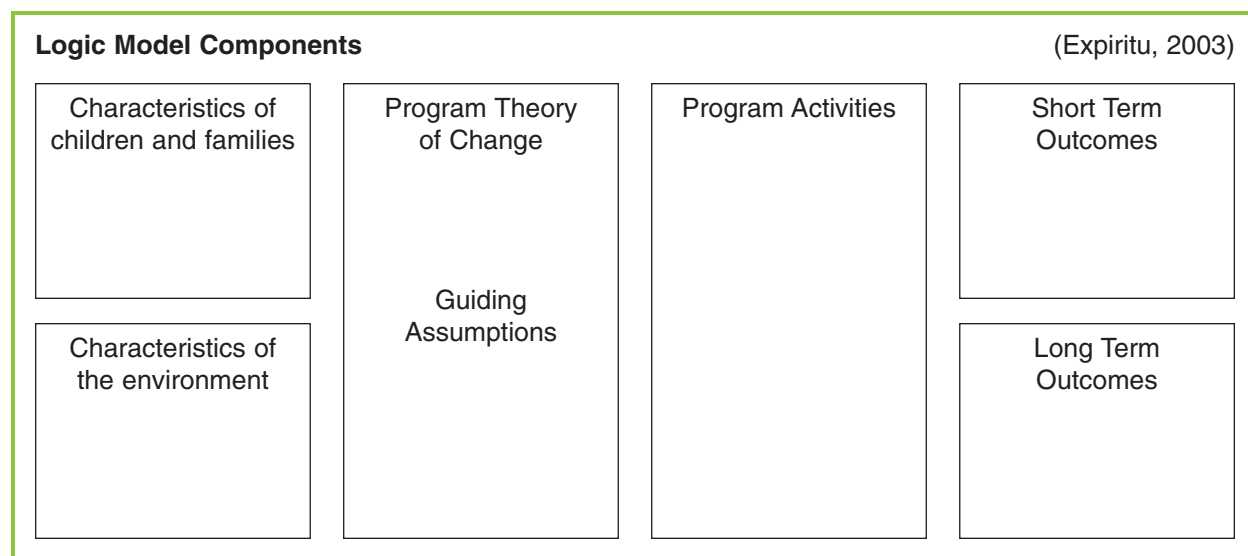 Logic Model Components
(Expiritu, 2003)
Characteristics of
children and families
Characteristics of
the environment
Program Theory
of Change
Guiding
Assumptions
Program Activities
Short Term
Outcomes
Long Term
Outcomes